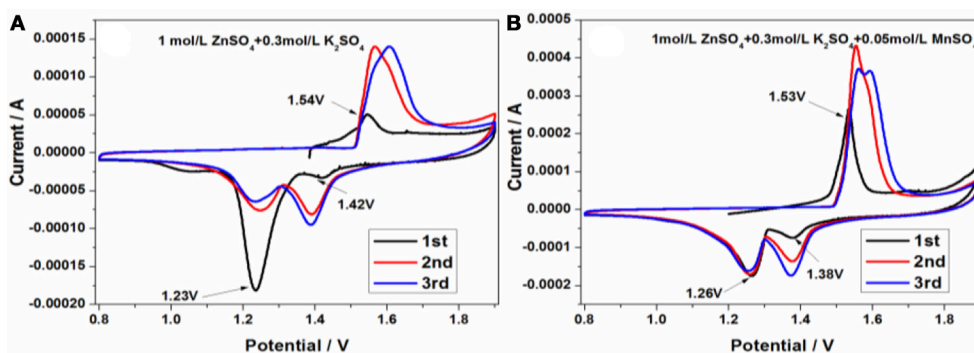 A
1 mol/L ZnSO4+0.3mol/L K2SO4
0.00015
0.00010
0.00005
0.00000
-0.00005
-0.00010
-0.00015
-0.00020
Current / A
1.54V
1.42V
1.23V
1st
2nd
3rd
0.8 1.0 1.2 1.4 1.6 1.8
Potential / V
B
1mol/L ZnSO4+0.3mol/L K2SO4+0.05mol/L MnSO
0.0005
0.0004
0.0003
0.0002
0.0001
0.0000
-0.0001
-0.0002
Current / A
1.53V
1.38V
1.26V
1st
2nd
3rd
0.8 1.0 1.2 1.4 1.6 1.8
Potential / V